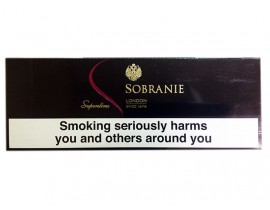 SOBRANIE
Superslims
LONDON
SINCE 1879
Smoking seriously harms
you and others around you